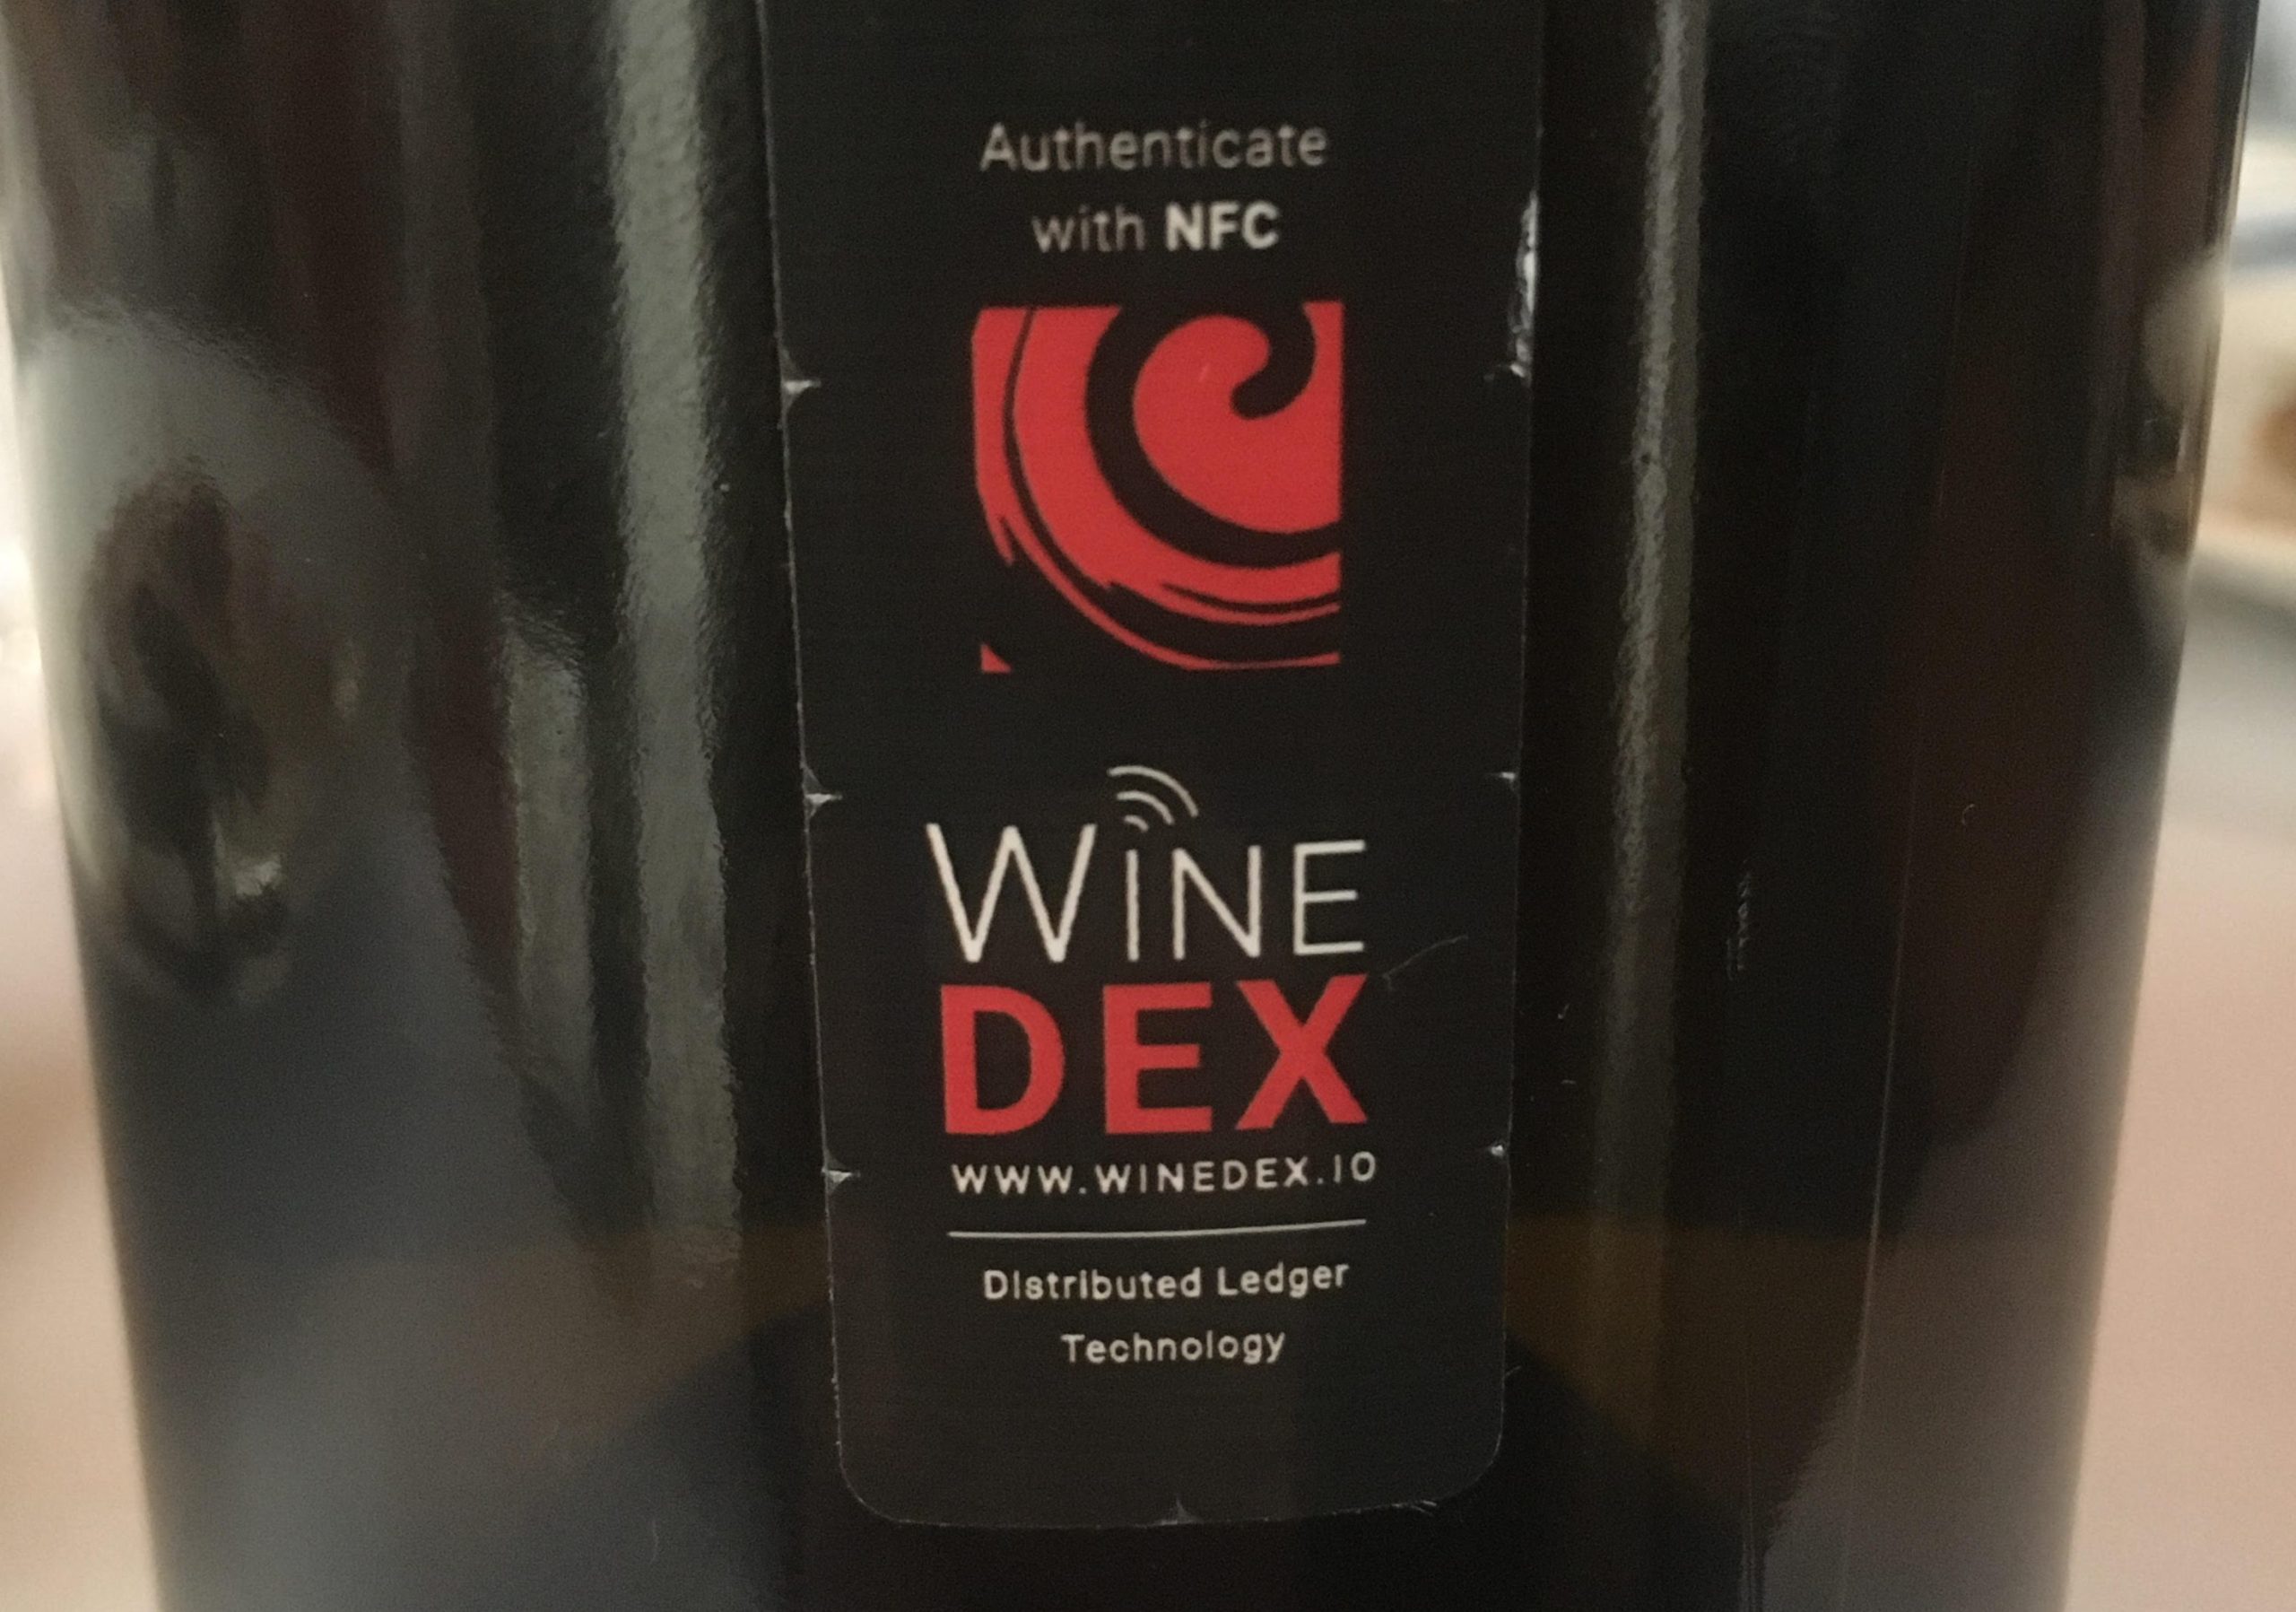 Authenticate
with NFC
WiNE
DEX
WWW.WINEDEX.IO
Distributed Ledger
Technology